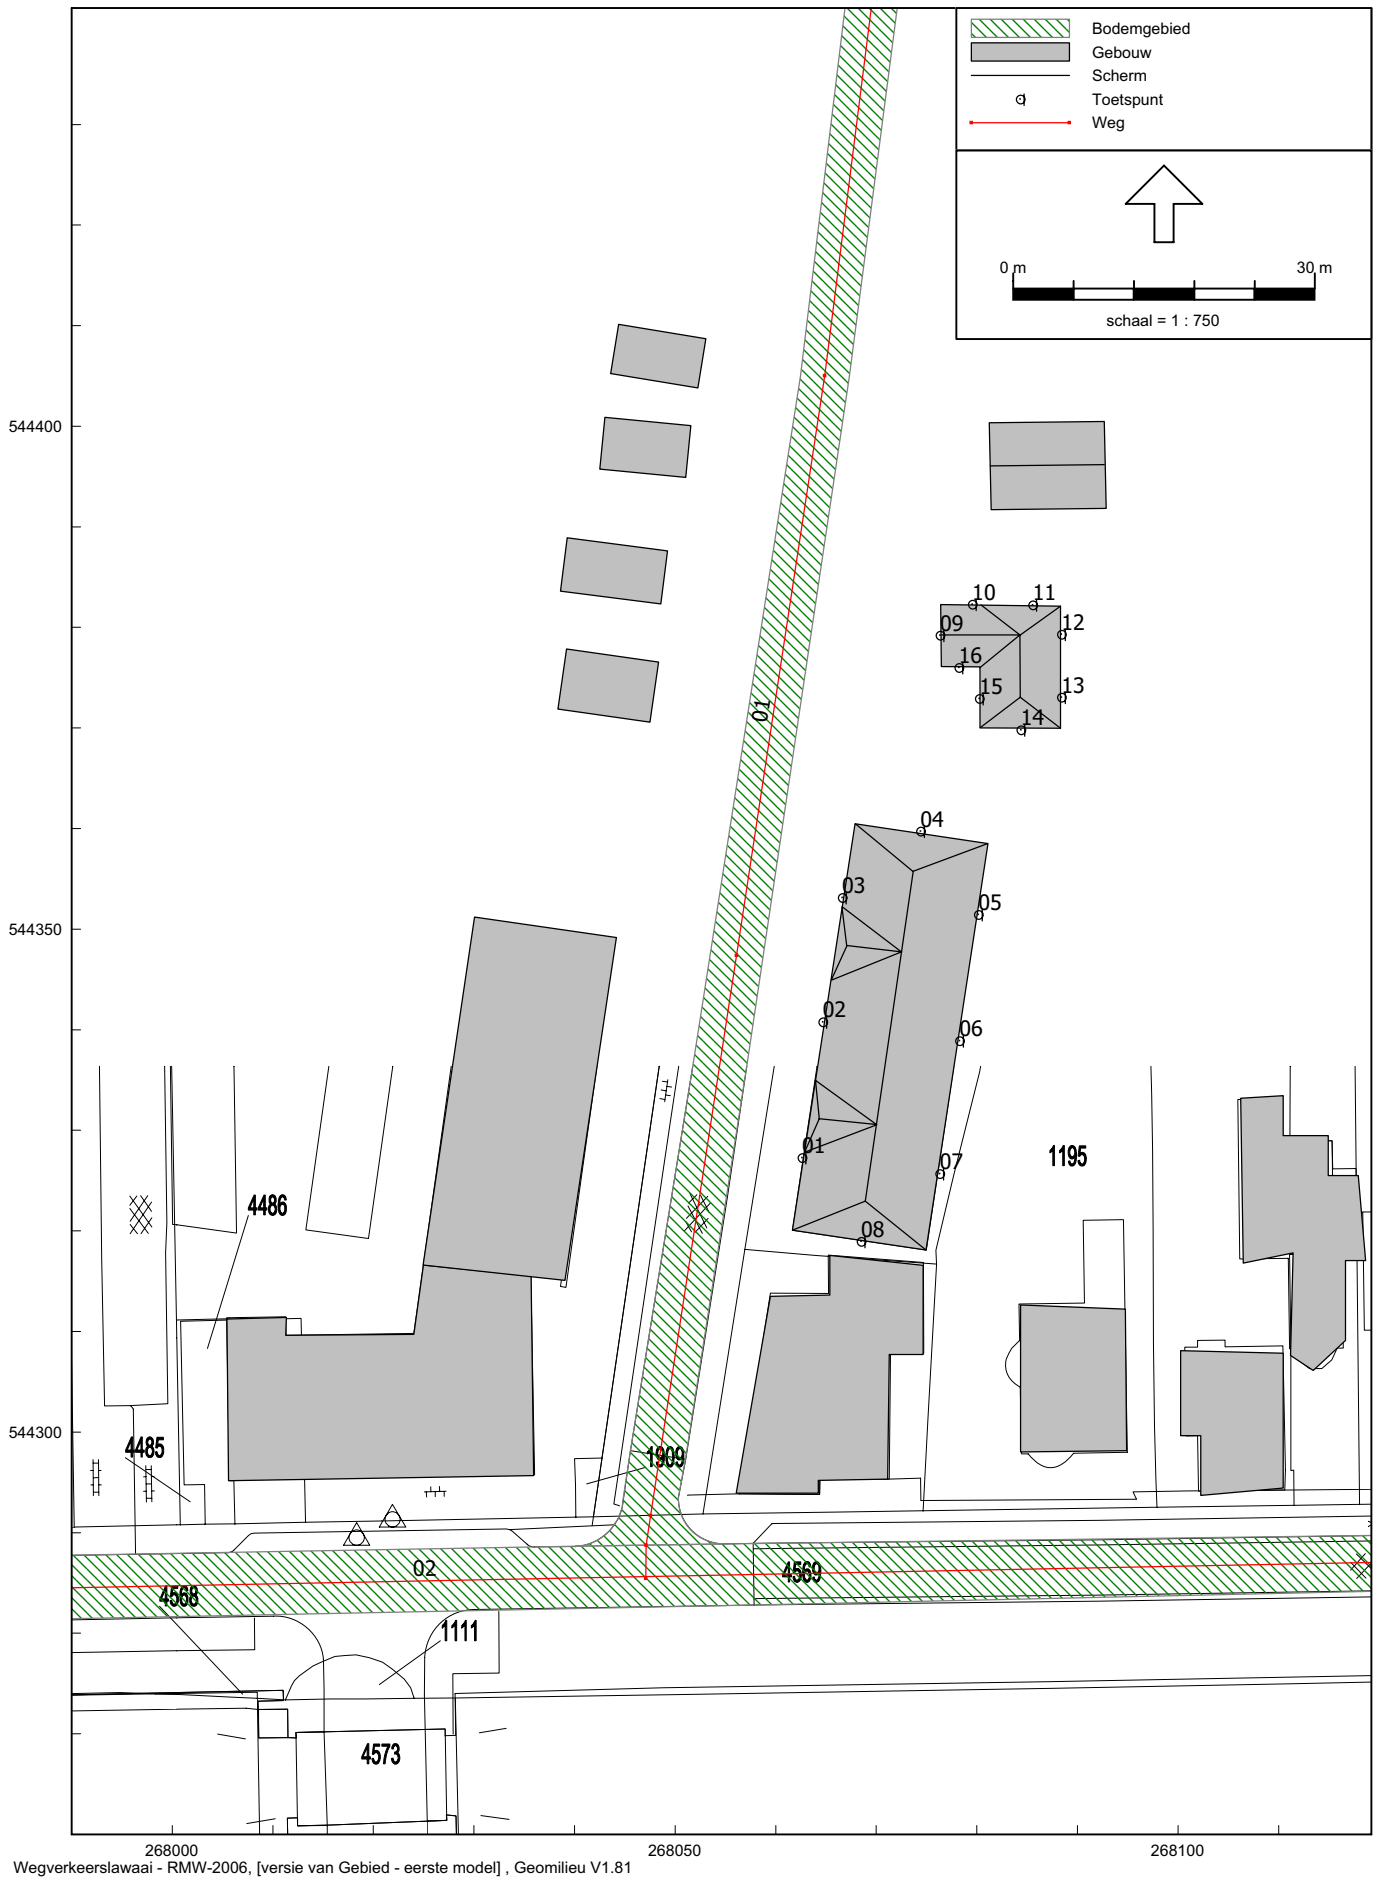 Bodemgebied
Gebouw
Scherm
Toetspunt
Weg
0 m 30 m
schaal = 1 : 750
544400
10 11
09 12
16
15 13
01 14
04
03 05
544350
02 06
01 07
1195
4486
08
544300
4485
1909
02 4569
4568
1111
4573
268000 268050 268100
Wegverkeerslawaai - RMW-2006, [versie van Gebied - eerste model] , Geomilieu V1.81